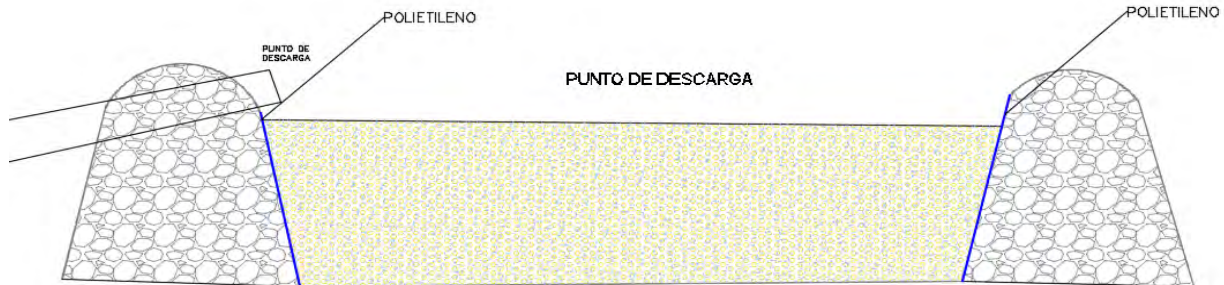 POLIETILENO
POLIETILENO
PUNTO DE
DESCARGA
PUNTO DE DESCARGA